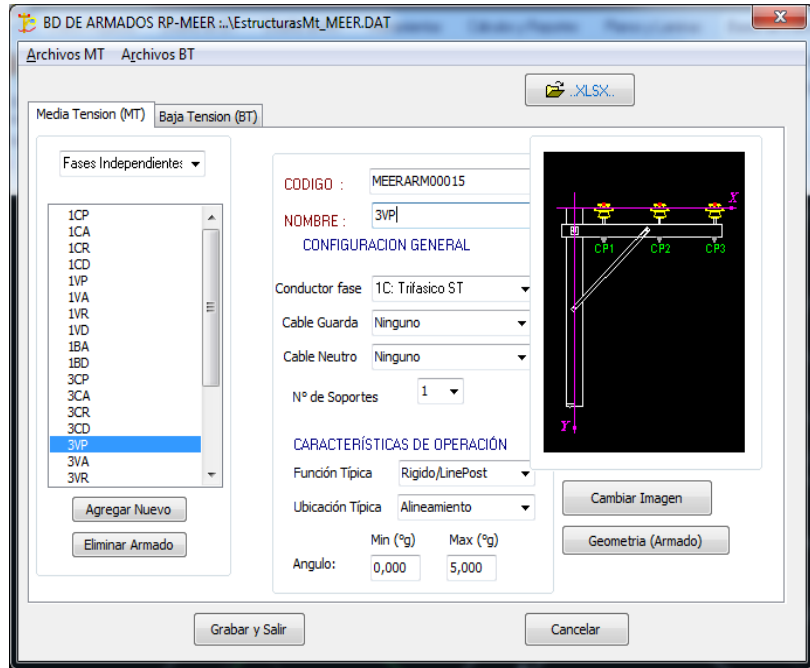 BD DE ARMADOS RP-MEER :..\EstructurasMt_MEER.DAT
Archivos MT Archivos BT
..XLSX..
Media Tension (MT) Baja Tension (BT)
Fases Independientes
1CP
1CA
1CR
1CD
1VP
1VA
1VR
1VD
1BA
1BD
3CP
3CA
3CR
3CD
3VP
3VA
3VR
Agregar Nuevo
Eliminar Armado
CODIGO : MEERARM00015
NOMBRE : 3VP
CONFIGURACION GENERAL
Conductor fase 1C: Trifasico ST
Cable Guarda Ninguno
Cable Neutro Ninguno
Nº de Soportes 1
CARACTERÍSTICAS DE OPERACIÓN
Función Típica Rigido/LinePost
Ubicación Típica Alineamiento
Min (ºg) Max (ºg)
Angulo: 0,000 5,000
X
CP1 CP2 CP3
Y
Cambiar Imagen
Geometria (Armado)
Grabar y Salir Cancelar